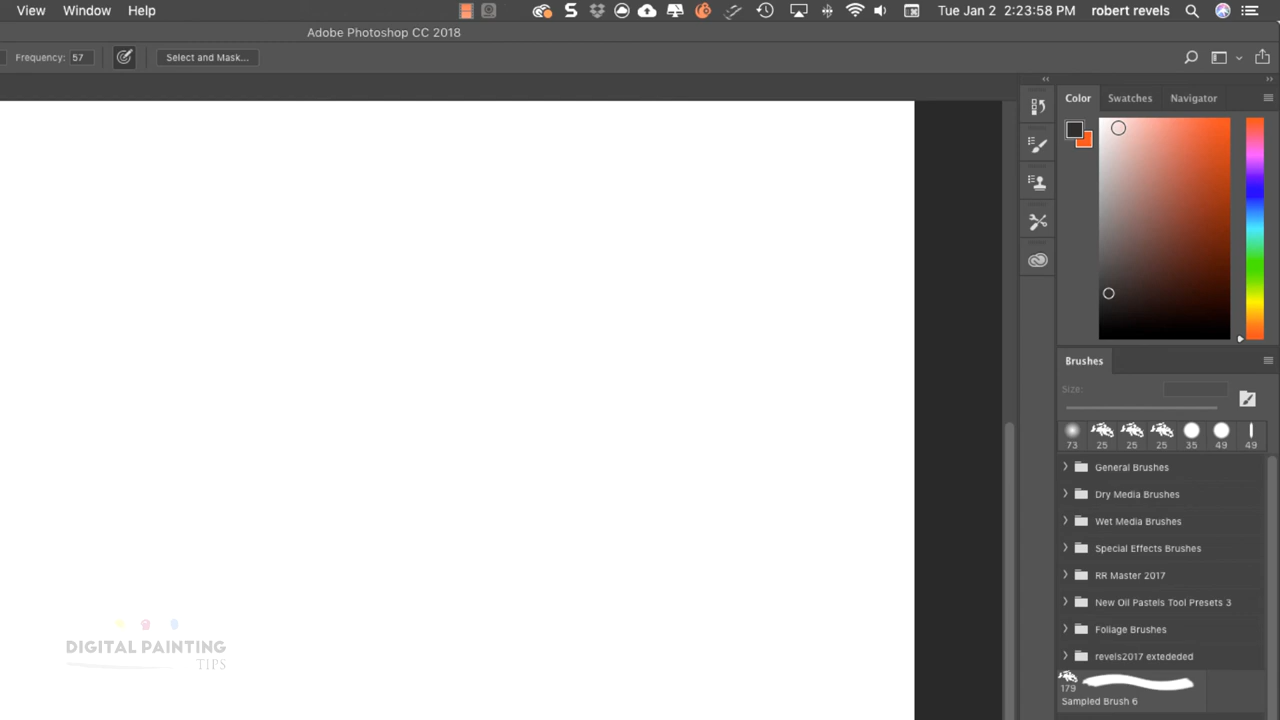 View Window Help Tue Jan 2 2:23:58 PM robert revels
Adobe Photoshop CC 2018
Frequency: 57 Select and Mask...
Color Swatches Navigator
Brushes
Size:
73 25 25 25 35 49 49
General Brushes
Dry Media Brushes
Wet Media Brushes
Special Effects Brushes
RR Master 2017
New Oil Pastels Tool Presets 3
Foliage Brushes
revels2017 extededed
179
Sampled Brush 6
DIGITAL PAINTING
TIPS